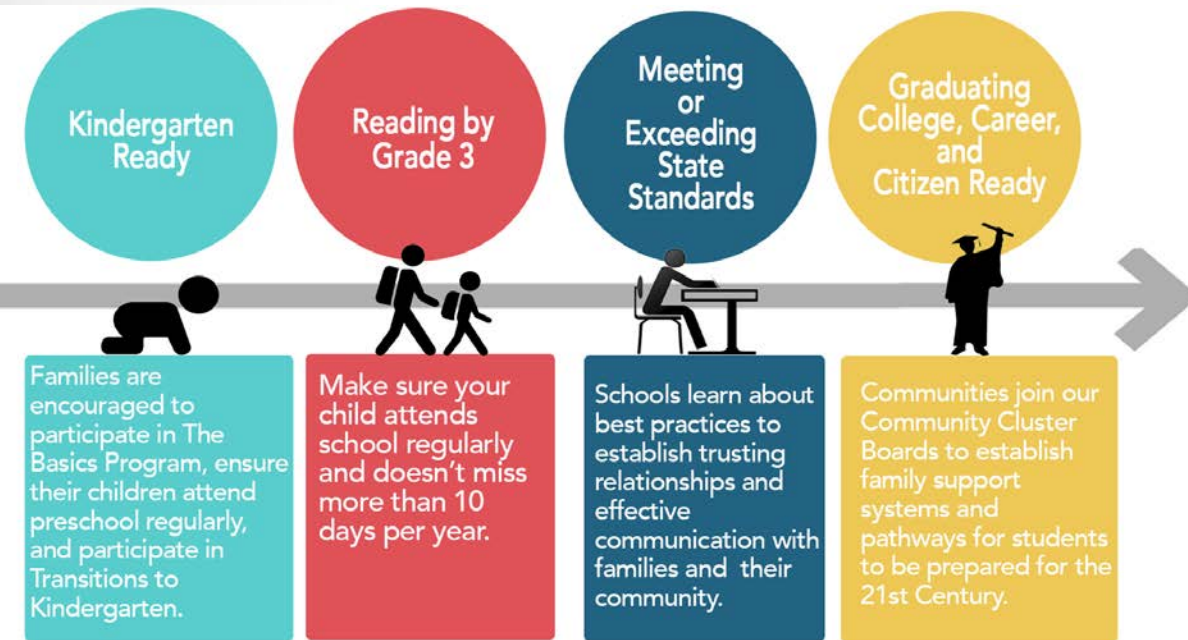 Kindergarten
Ready
Reading by
Grade 3
Meeting
or
Exceeding
State
Standards
Graduating
College, Career,
and
Citizen Ready
Families are
encouraged to
participate in The
Basics Program, ensure
their children attend
preschool regularly,
and participate in
Transitions to
Kindergarten.
Make sure your
child attends
school regularly
and doesn't miss
more than 10
days per year.
Schools learn about
best practices to
establish trusting
relationships and
effective
communication with
families and their
community.
Communities join our
Community Cluster
Boards to establish
family support
systems and
pathways for students
to be prepared for the
21st Century.